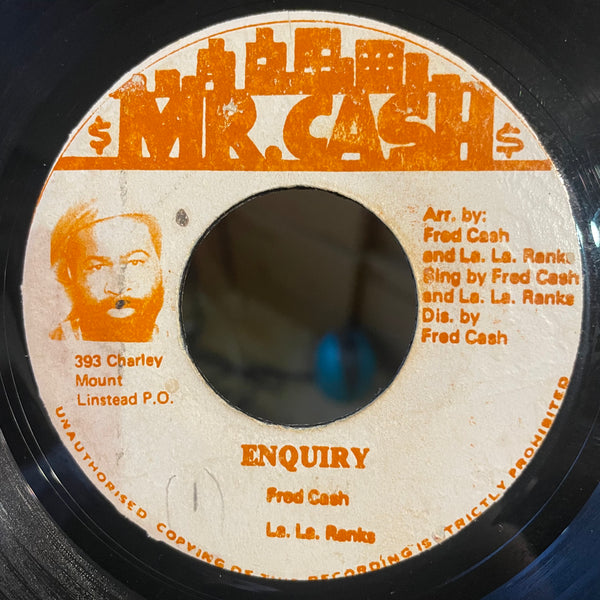 MR. CASH
$ $
Arr. by:
Fred Cash
and La. La. Ranks
Sing by Fred Cash
and La. La. Ranks
Dis. by
Fred Cash
393 Charley
Mount
Linstead P.O.
ENQUIRY
Fred Cash
La. La. Ranks
1
UNAUTHORISED COPYING OF THIS RECORDING IS STRICTLY PROHIBITED